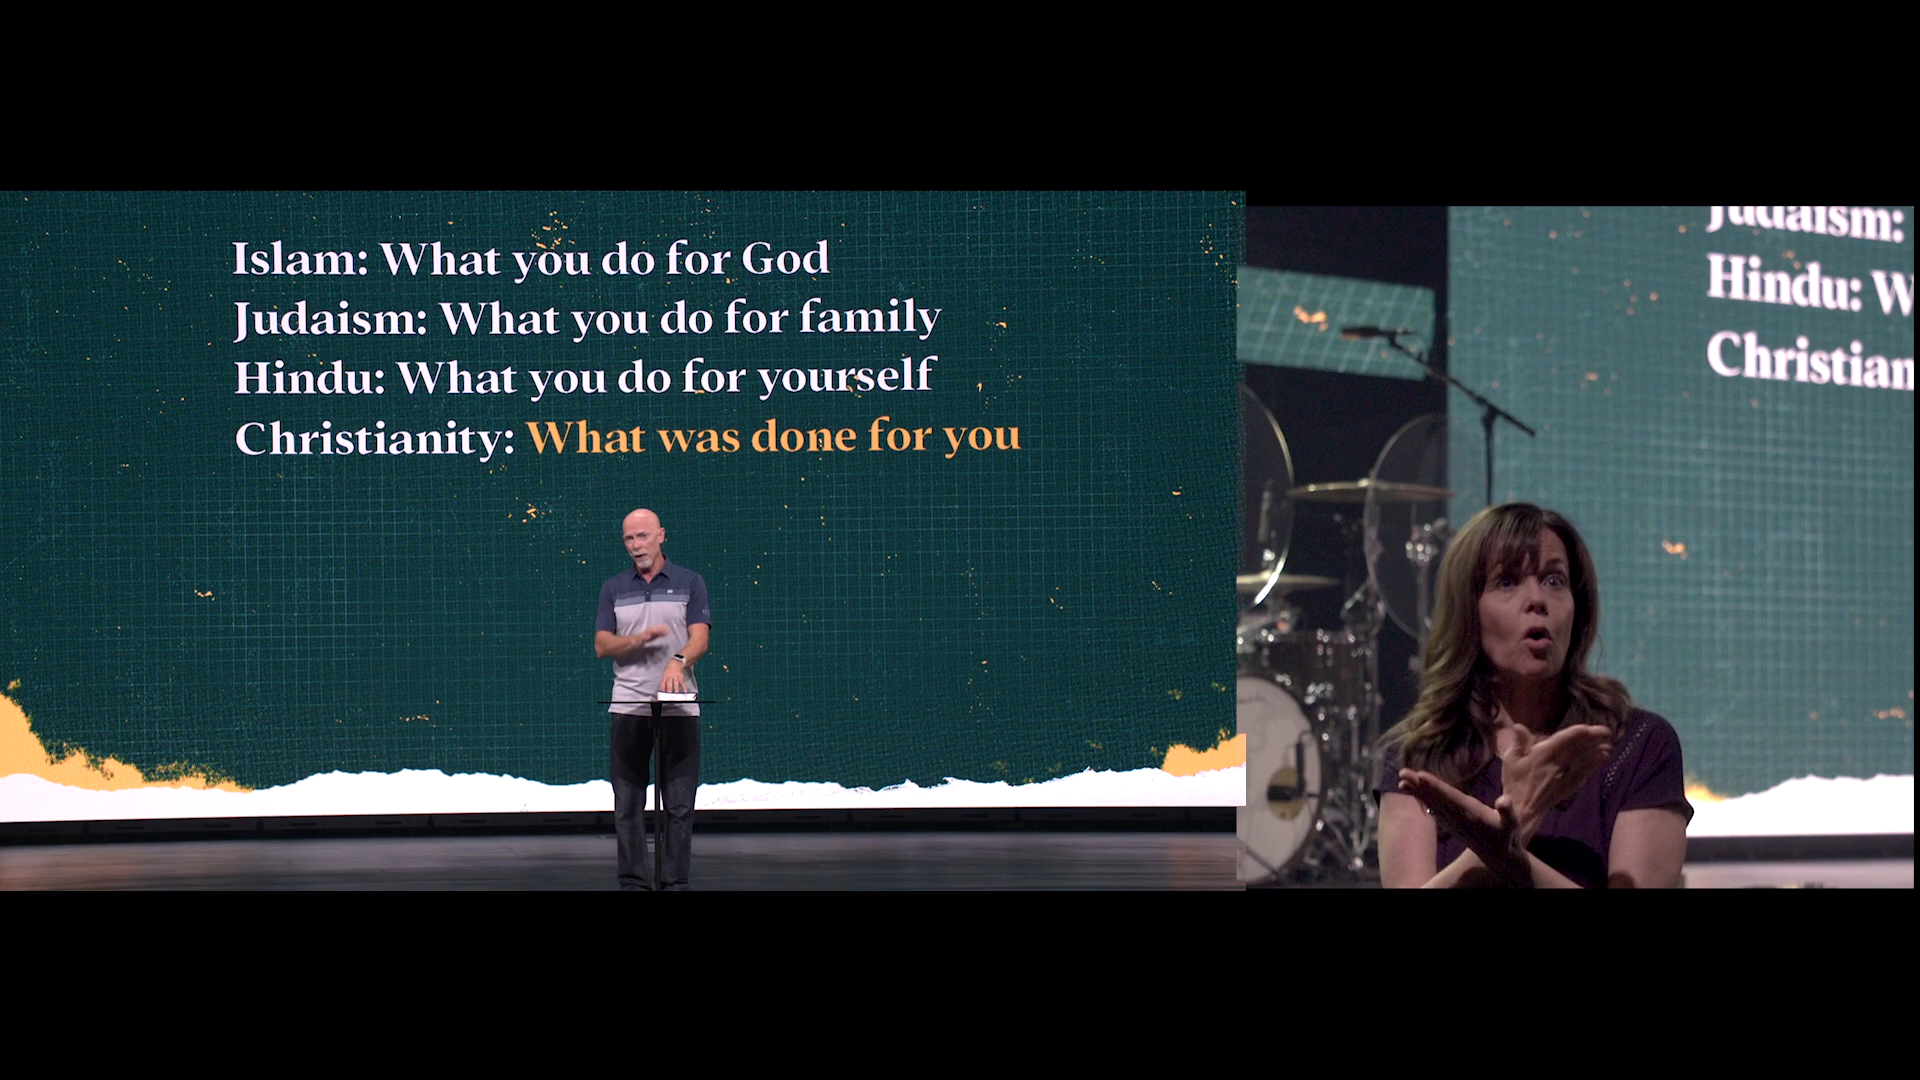 Islam: What you do for God
Judaism: What you do for family
Hindu: What you do for yourself
Christianity: What was done for you
Judaism:
Hindu: W
Christian